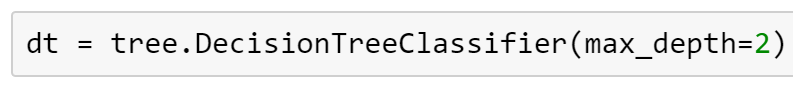 dt = tree.DecisionTreeClassifier(max_depth=2)